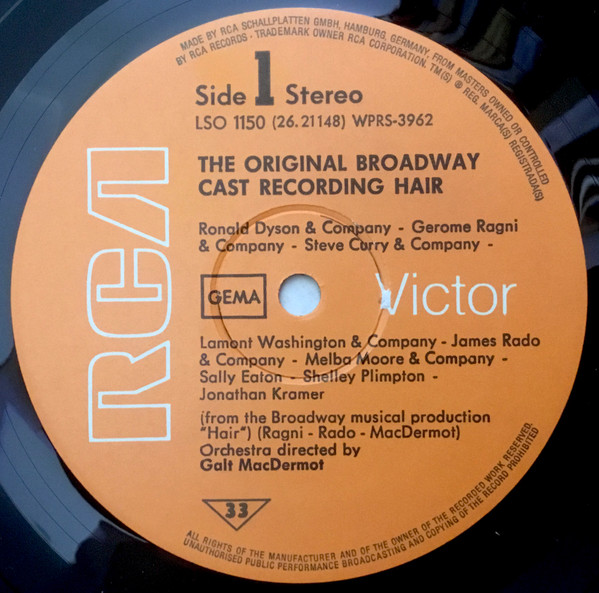 MADE BY RCA SCHALLPLATTEN GMBH, HAMBURG, GERMANY, FROM MASTERS OWNED OR CONTROLLED
BY RCA RECORDS - TRADEMARK OWNER RCA CORPORATION, TM(S) ® REG. MARCA(S) REGISTRADA(S)
Side 1 Stereo
LSO 1150 (26.21148) WPRS-3962
THE ORIGINAL BROADWAY
CAST RECORDING HAIR
Ronald Dyson & Company - Gerome Ragni
& Company - Steve Curry & Company -
RCA
GEMA
Victor
Lamont Washington & Company - James Rado
& Company - Melba Moore & Company -
Sally Eaton - Shelley Plimpton -
Jonathan Kramer
(from the Broadway musical production
"Hair") (Ragni - Rado - MacDermot)
Orchestra directed by
Galt MacDermot
33
ALL RIGHTS OF THE MANUFACTURER AND OF THE OWNER OF THE RECORDED WORK RESERVED.
UNAUTHORISED PUBLIC PERFORMANCE BROADCASTING AND COPYING OF THE RECORD PROHIBITED